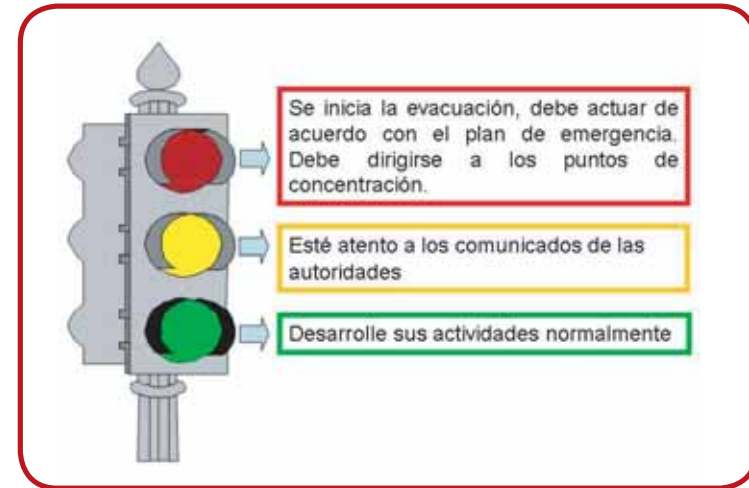 Se inicia la evacuación, debe actuar de
acuerdo con el plan de emergencia.
Debe dirigirse a los puntos de
concentración.
Esté atento a los comunicados de las
autoridades
Desarrolle sus actividades normalmente